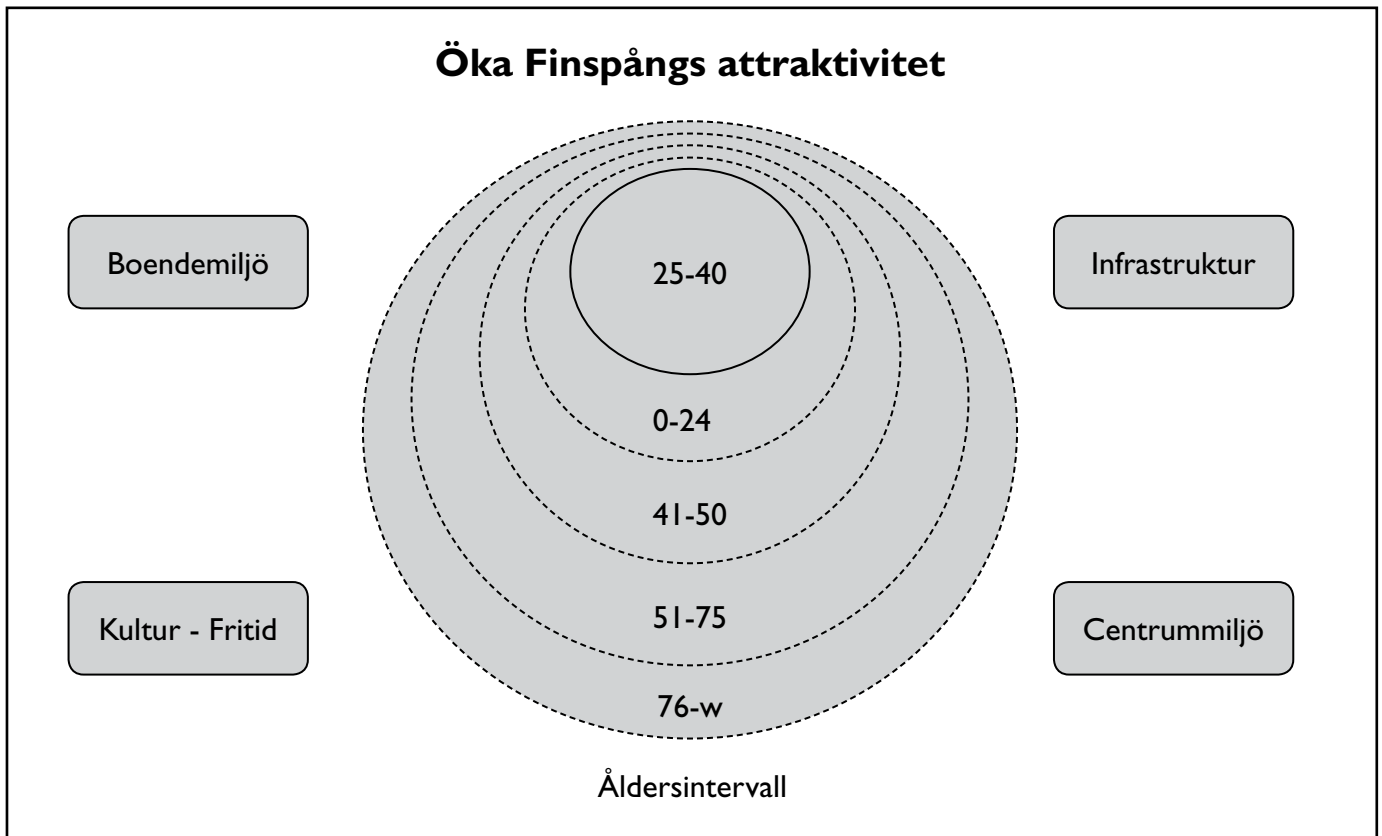 Öka Finspångs attraktivitet
Boendemiljö
25-40
Infrastruktur
0-24
41-50
Kultur - Fritid
51-75
Centrummiljö
76-w
Åldersintervall